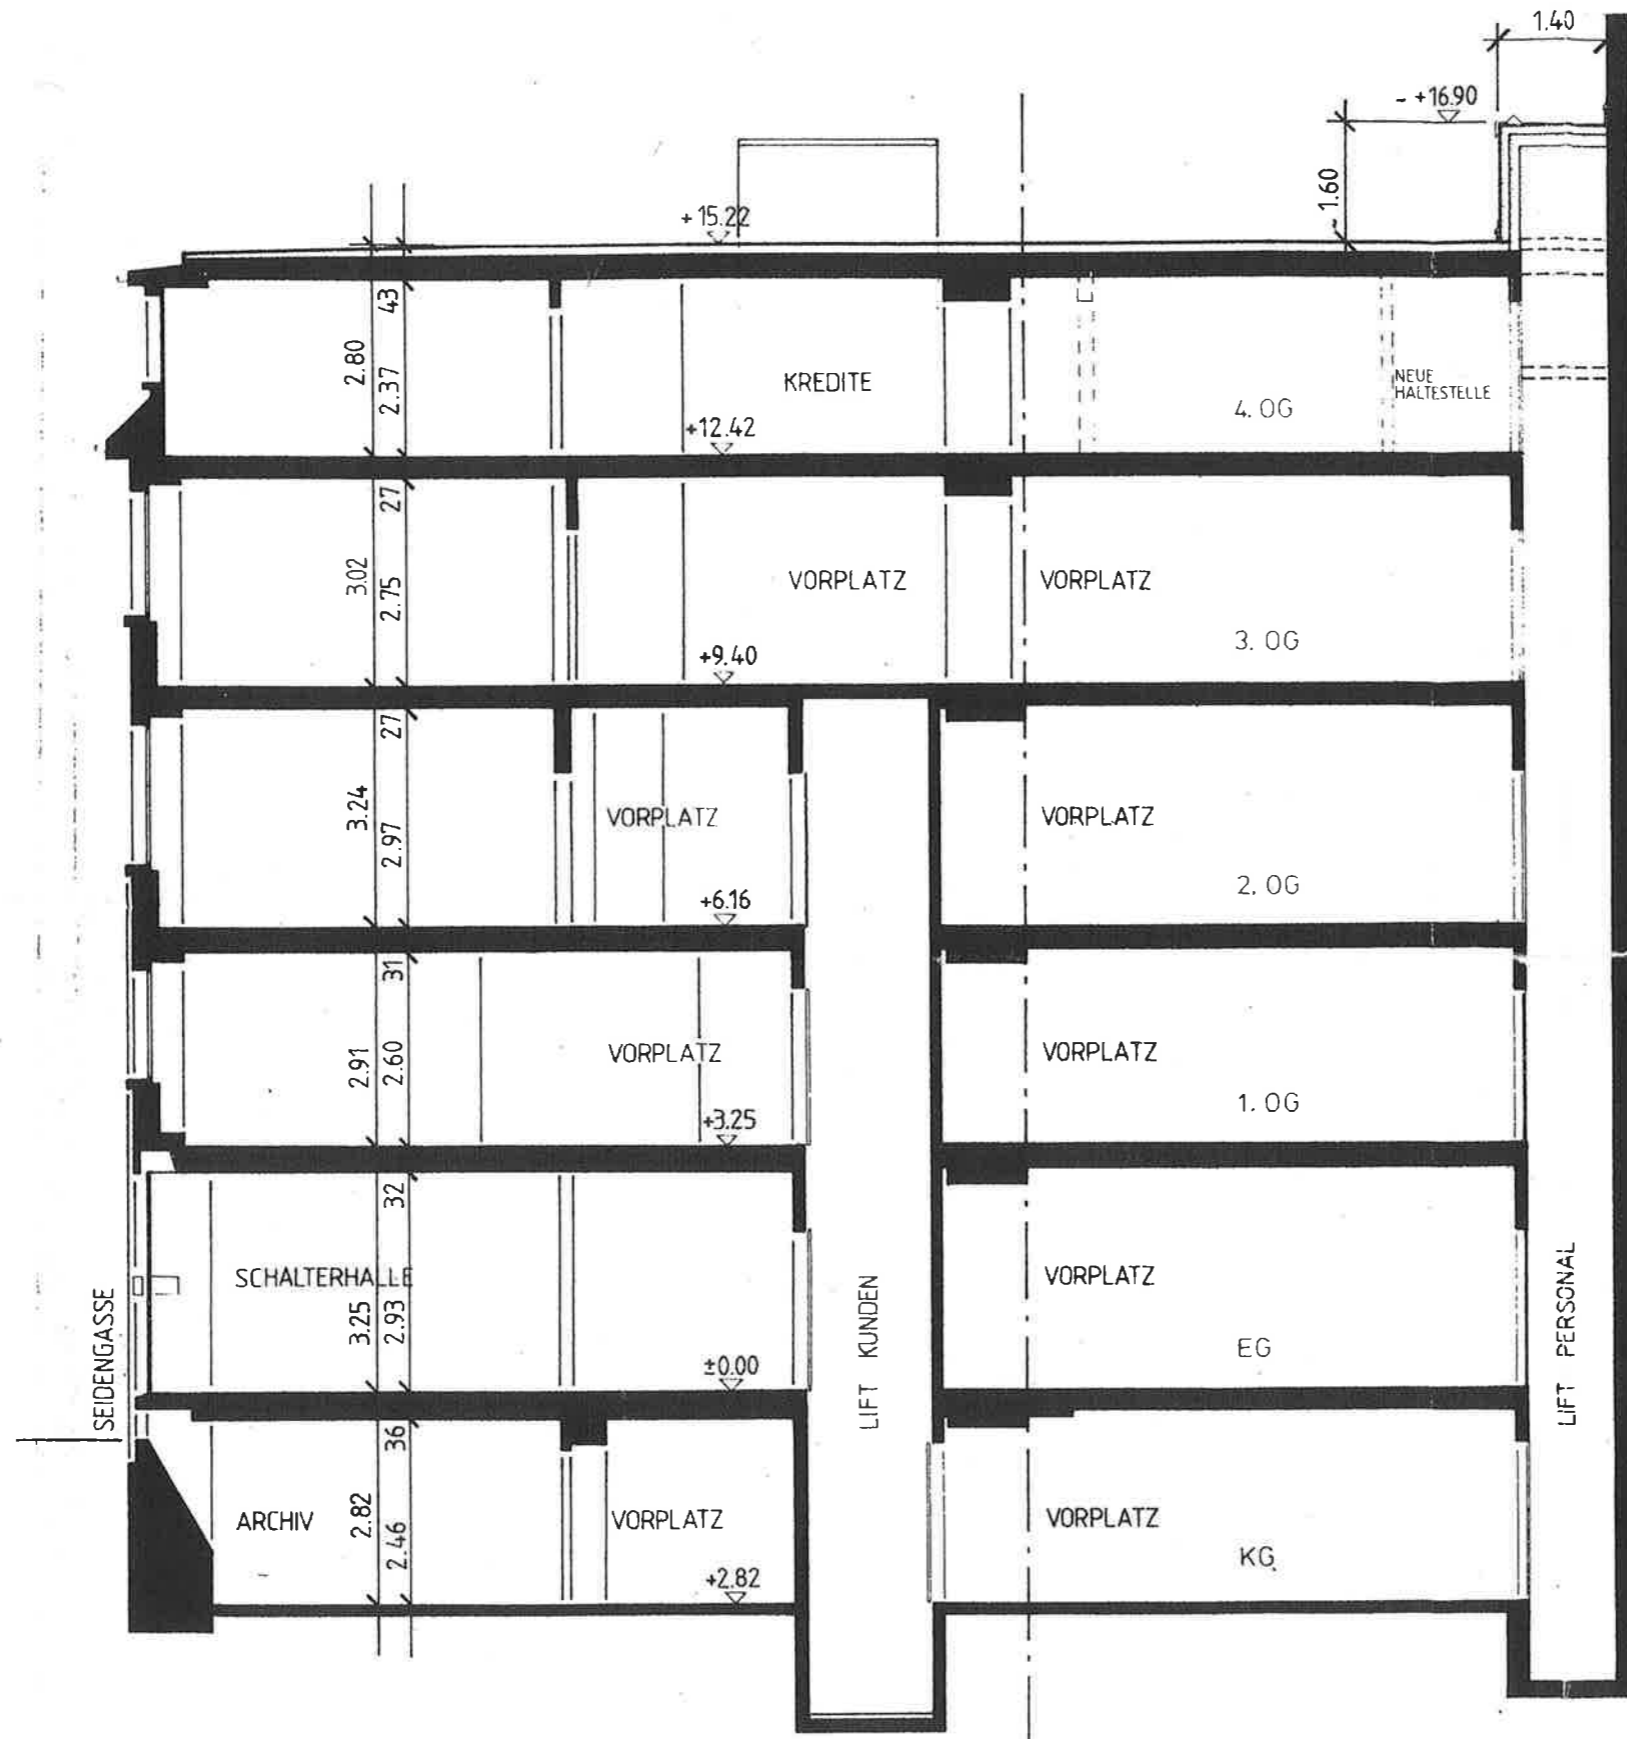 1.40
~ +16.90
~ 1.60
+ 15.22
43
2.80
2.37
KREDITE
NEUE
HALTESTELLE
4. OG
+12.42
27
3.02
2.75
VORPLATZ
VORPLATZ
3. OG
+9.40
27
3.24
2.97
VORPLATZ
VORPLATZ
2. OG
+6.16
31
2.91
2.60
VORPLATZ
VORPLATZ
1. OG
+3.25
32
SCHALTERHALLE
3.25
2.93
VORPLATZ
EG
±0.00
SEIDENGASSE
LIFT KUNDEN
LIFT PERSONAL
36
2.82
2.46
ARCHIV
VORPLATZ
VORPLATZ
KG
+2.82